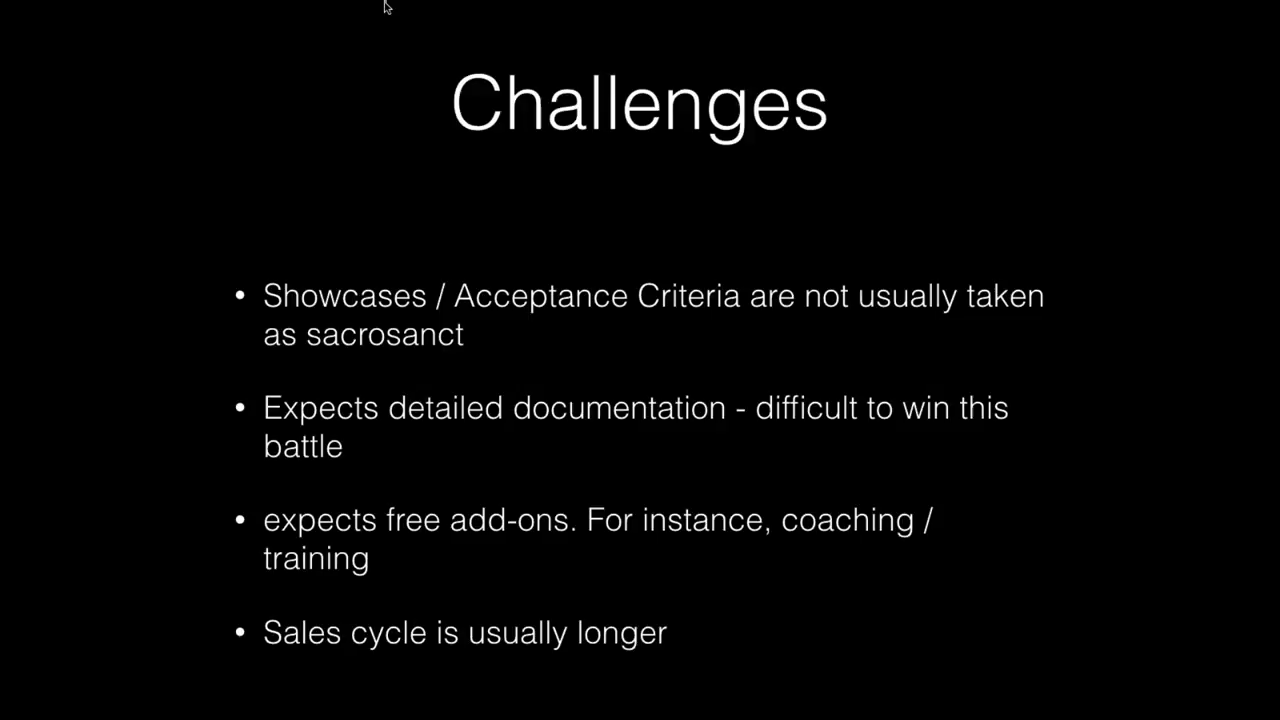 Challenges
• Showcases / Acceptance Criteria are not usually taken
as sacrosanct
• Expects detailed documentation - difficult to win this
battle
• expects free add-ons. For instance, coaching /
training
• Sales cycle is usually longer